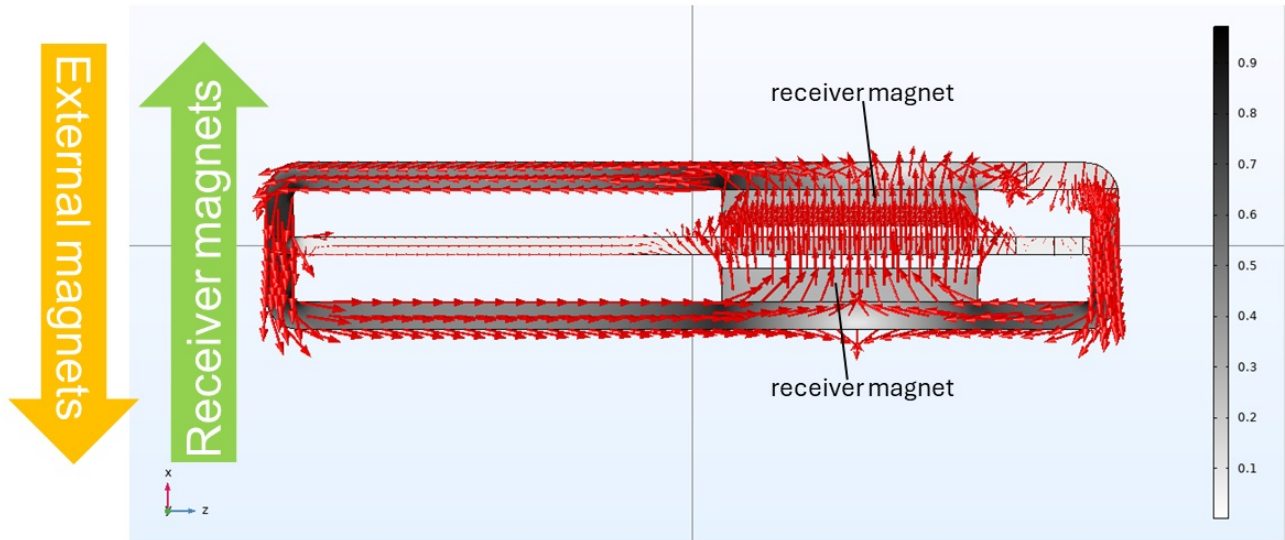 External magnets
Receiver magnets
receiver magnet
receiver magnet
0.9
0.8
0.7
0.6
0.5
0.4
0.3
0.2
0.1
x
y
z